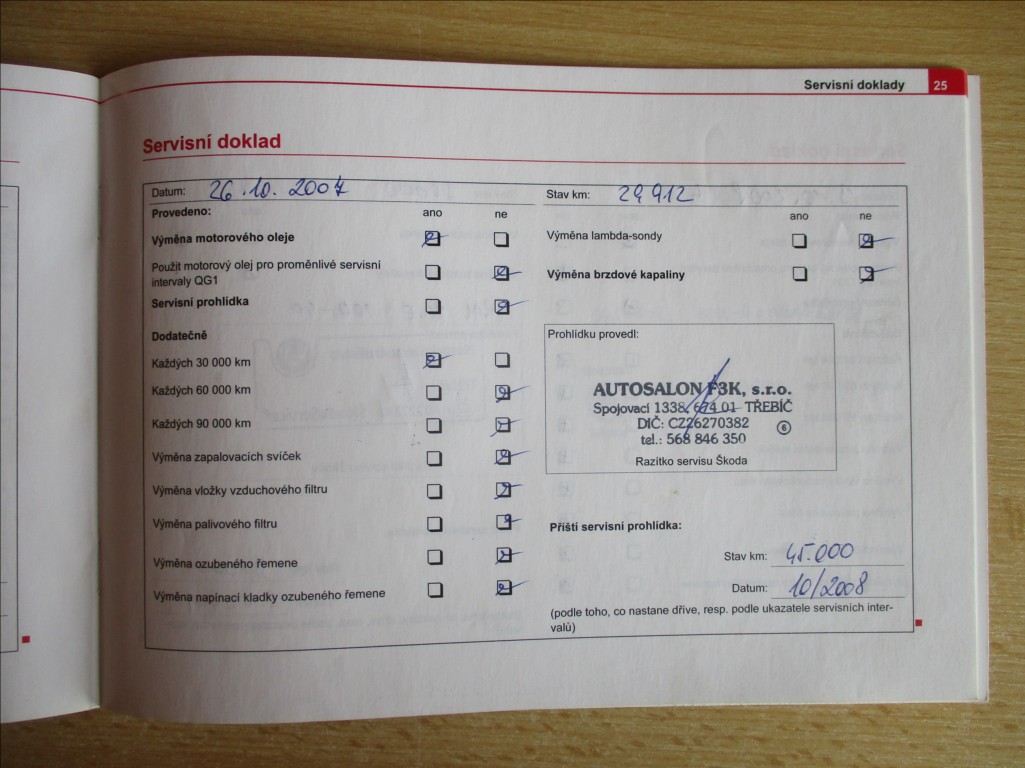 Servisní doklady 25
Servisní doklad
Datum: 26.10.2007
Stav km: 29912
Provedeno: ano ne
ano ne
Výměna motorového oleje
Použit motorový olej pro proměnlivé servisní
intervaly QG1
Servisní prohlídka
Dodatečně
Každých 30 000 km
Každých 60 000 km
Každých 90 000 km
Výměna zapalovacích svíček
Výměna vložky vzduchového filtru
Výměna palivového filtru
Výměna ozubeného řemene
Výměna napínací kladky ozubeného řemene
Výměna lambda-sondy
Výměna brzdové kapaliny
Prohlídku provedl:
AUTOSALON F3K, s.r.o.
Spojovací 1338, 674 01 TŘEBÍČ
DIČ: CZ26270382
6
tel.: 568 846 350
Razítko servisu Škoda
Příští servisní prohlídka:
Stav km: 45.000
Datum: 10/2008
(podle toho, co nastane dříve, resp. podle ukazatele servisních inter-
valů)